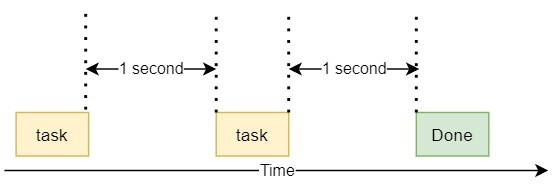 1 second
1 second
task
task
Done
Time